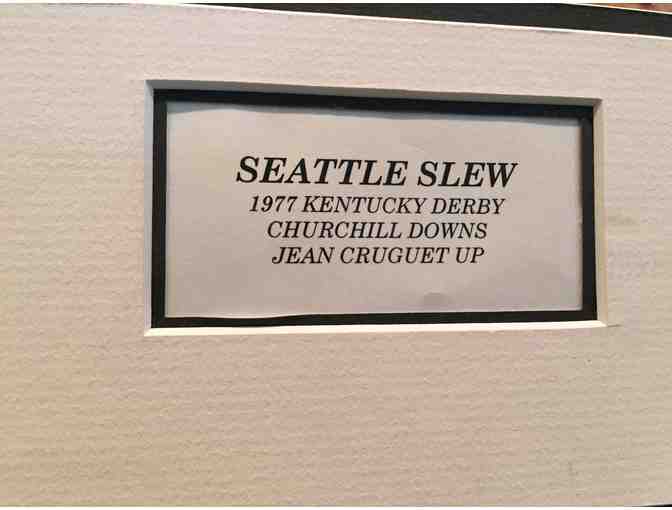 SEATTLE SLEW
1977 KENTUCKY DERBY
CHURCHILL DOWNS
JEAN CRUGUET UP